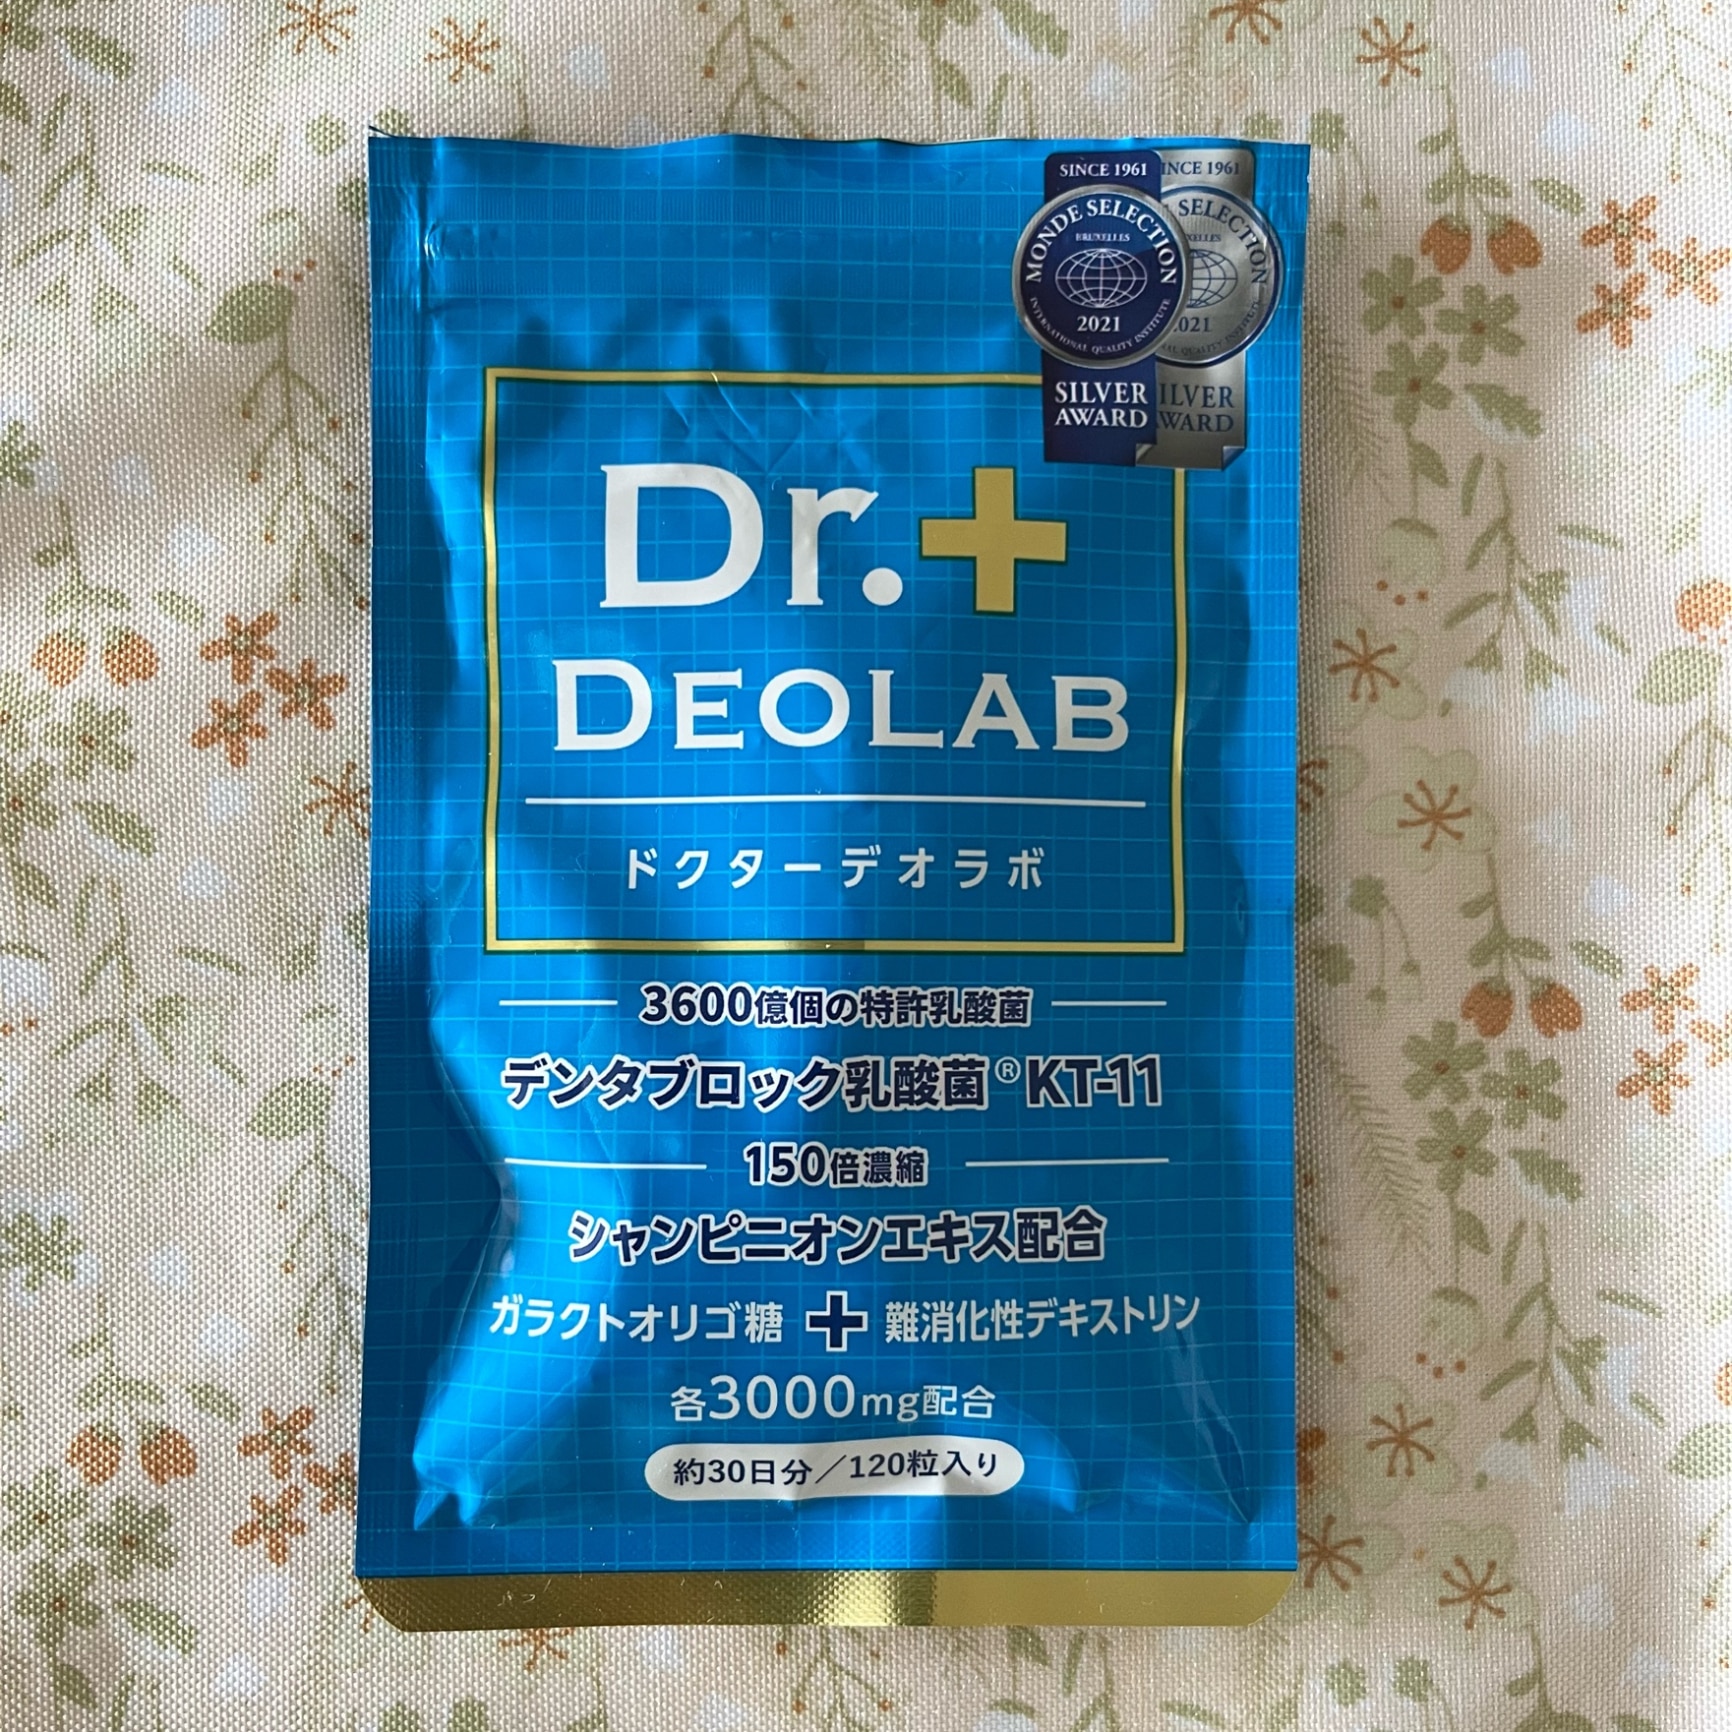 SINCE 1961
INCE 1961
MONDE SELECTION
SELECTION
BRUXELLES
XELLES
2021
021
INTERNATIONAL QUALITY INSTITUTE
SILVER
AWARD
ILVER
WARD
Dr.+
DEOLAB
ドクターデオラボ
3600億個の特許乳酸菌
デンタブロック乳酸菌®KT-11
150倍濃縮
シャンピニオンエキス配合
ガラクトオリゴ糖 + 難消化性デキストリン
各3000mg配合
約30日分／120粒入り